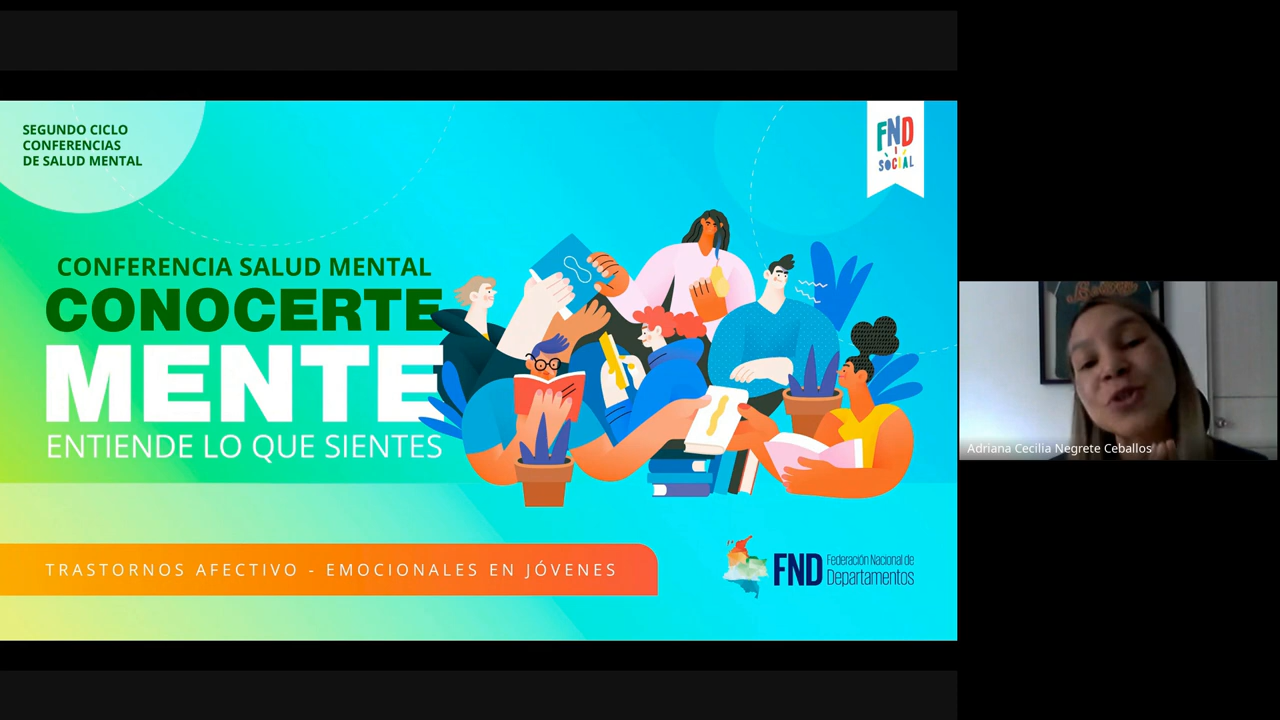 SEGUNDO CICLO
CONFERENCIAS
DE SALUD MENTAL
FND
SOCIAL
CONFERENCIA SALUD MENTAL
CONOCERTE
MENTE
ENTIENDE LO QUE SIENTES
TRASTORNOS AFECTIVO - EMOCIONALES EN JÓVENES
FND Federación Nacional de
Departamentos
Adriana Cecilia Negrete Ceballos